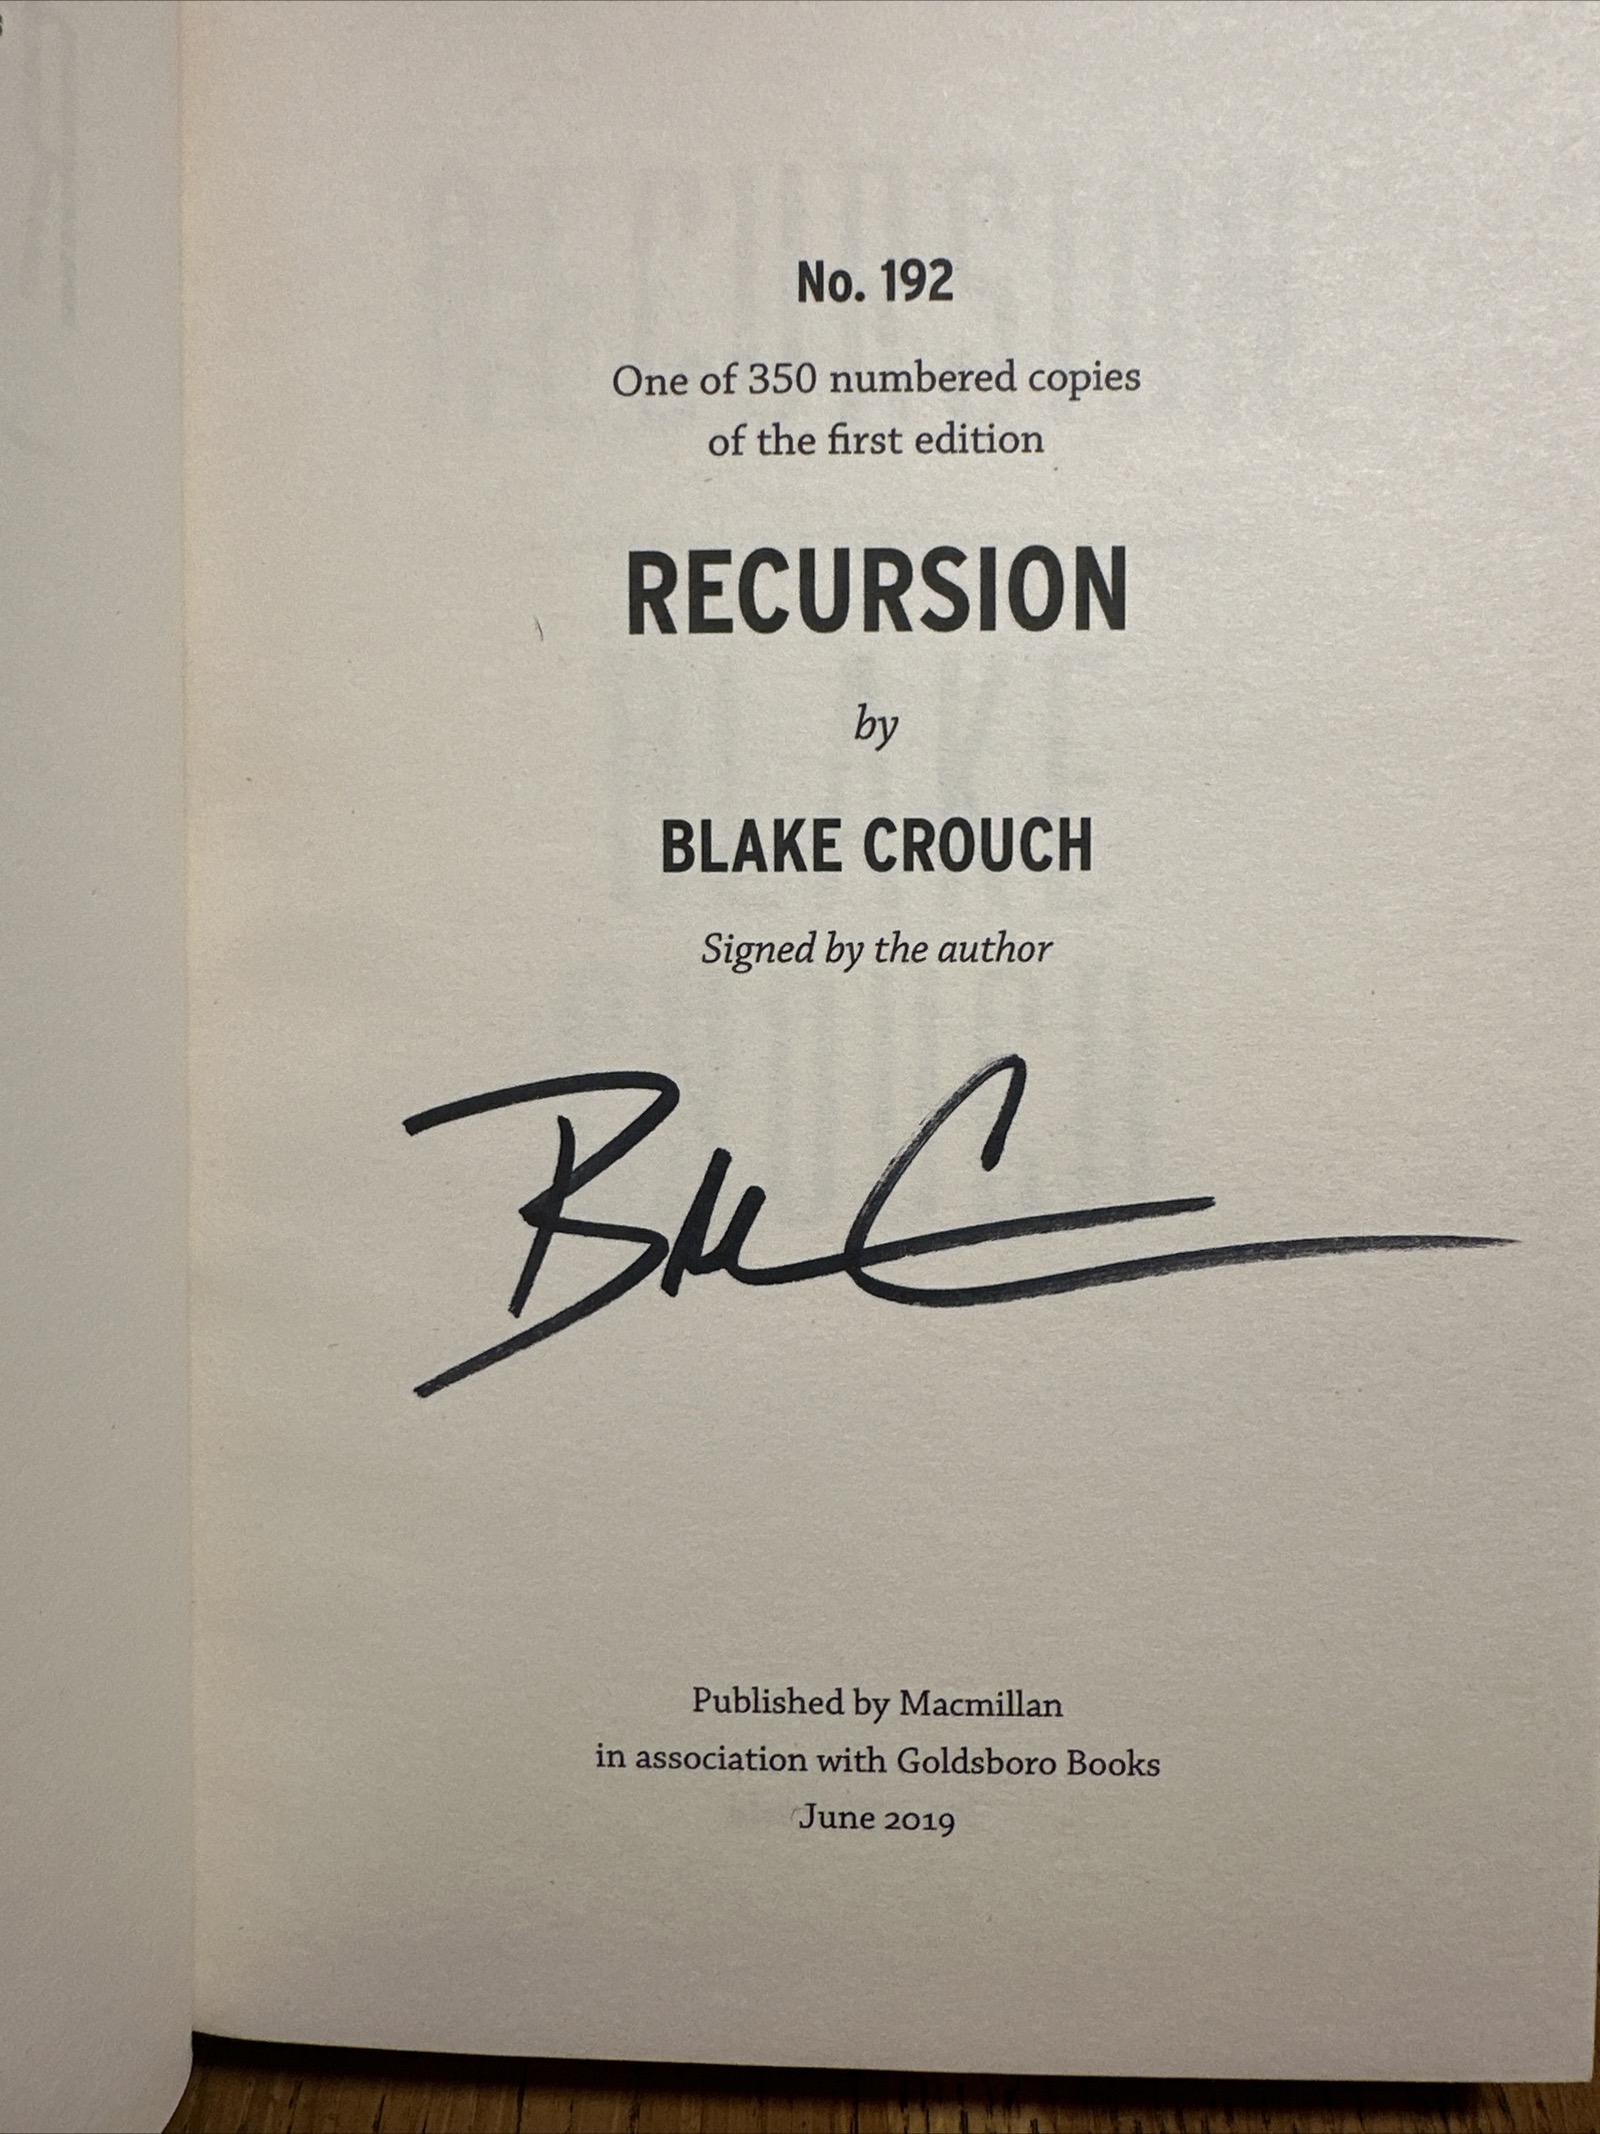 No. 192
One of 350 numbered copies
of the first edition
RECURSION
by
BLAKE CROUCH
Signed by the author
Published by Macmillan
in association with Goldsboro Books
June 2019